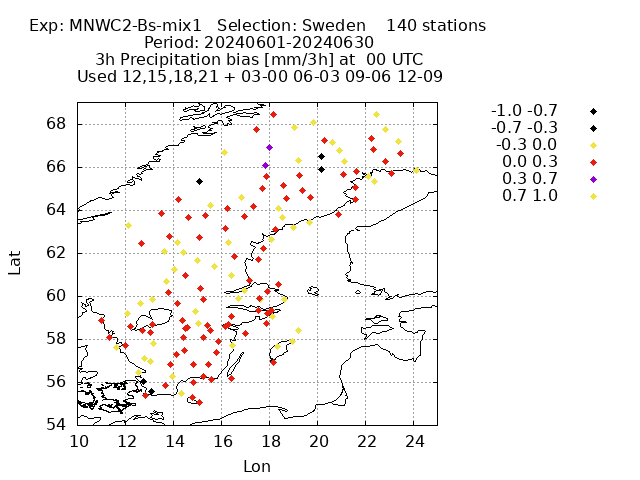 Exp: MNWC2-Bs-mix1   Selection: Sweden    140 stations
Period: 20240601-20240630
3h Precipitation bias [mm/3h] at  00 UTC
Used 12,15,18,21 + 03-00 06-03 09-06 12-09
-1.0 -0.7
-0.7 -0.3
-0.3 0.0
0.0 0.3
0.3 0.7
0.7 1.0
68
66
64
62
60
58
56
54
Lat
10 12 14 16 18 20 22 24
Lon